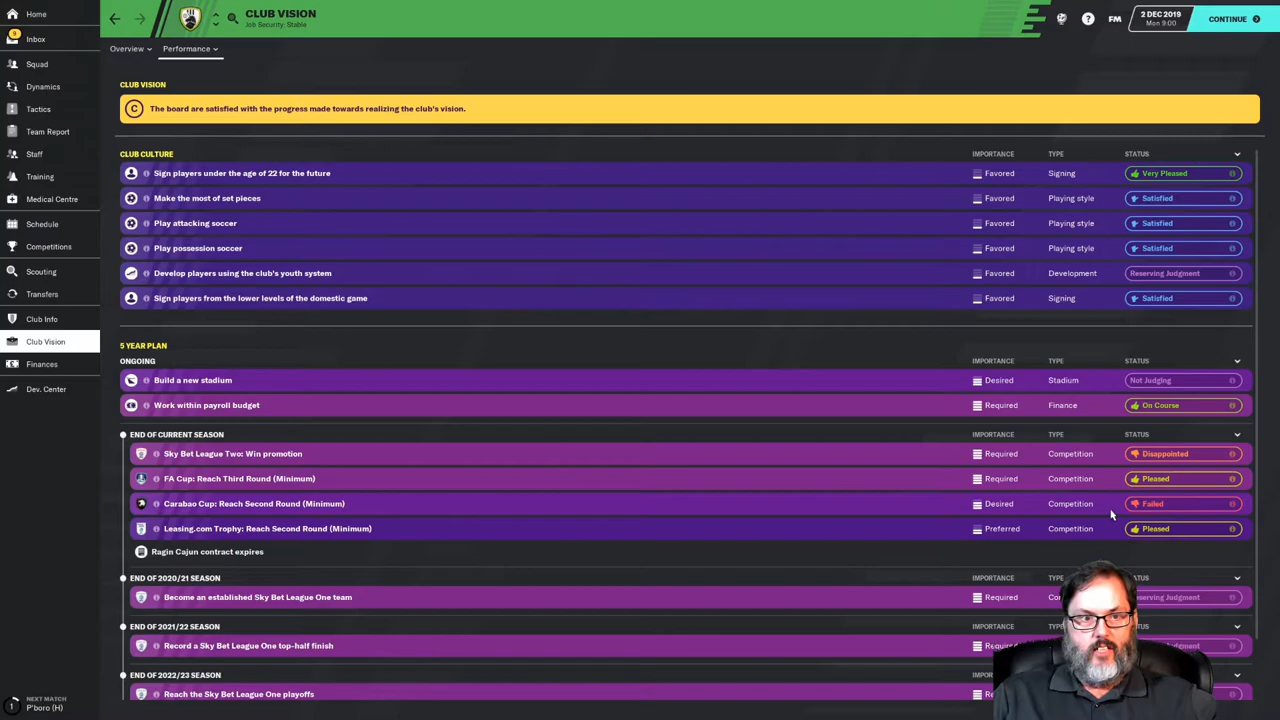 Home
CLUB VISION
Job Security: Stable
FM
2 DEC 2019
Mon 9:00
CONTINUE
9
Inbox
Squad
Dynamics
Tactics
Team Report
Staff
Training
Medical Centre
Schedule
Competitions
Scouting
Transfers
Club Info
Club Vision
Finances
Dev. Center
NEXT MATCH
P'boro (H)
1
Overview
Performance
CLUB VISION
C The board are satisfied with the progress made towards realizing the club's vision.
CLUB CULTURE IMPORTANCE TYPE STATUS
Sign players under the age of 22 for the future Favored Signing Very Pleased
Make the most of set pieces Favored Playing style Satisfied
Play attacking soccer Favored Playing style Satisfied
Play possession soccer Favored Playing style Satisfied
Develop players using the club's youth system Favored Development Reserving Judgment
Sign players from the lower levels of the domestic game Favored Signing Satisfied
5 YEAR PLAN
ONGOING IMPORTANCE TYPE STATUS
Build a new stadium Desired Stadium Not Judging
Work within payroll budget Required Finance On Course
END OF CURRENT SEASON IMPORTANCE TYPE STATUS
Sky Bet League Two: Win promotion Required Competition Disappointed
FA Cup: Reach Third Round (Minimum) Required Competition Pleased
Carabao Cup: Reach Second Round (Minimum) Desired Competition Failed
Leasing.com Trophy: Reach Second Round (Minimum) Preferred Competition Pleased
Ragin Cajun contract expires
END OF 2020/21 SEASON IMPORTANCE TYPE
Become an established Sky Bet League One team Required Judgment
END OF 2021/22 SEASON IMPORTANCE
Record a Sky Bet League One top-half finish
END OF 2022/23 SEASON
Reach the Sky Bet League One playoffs